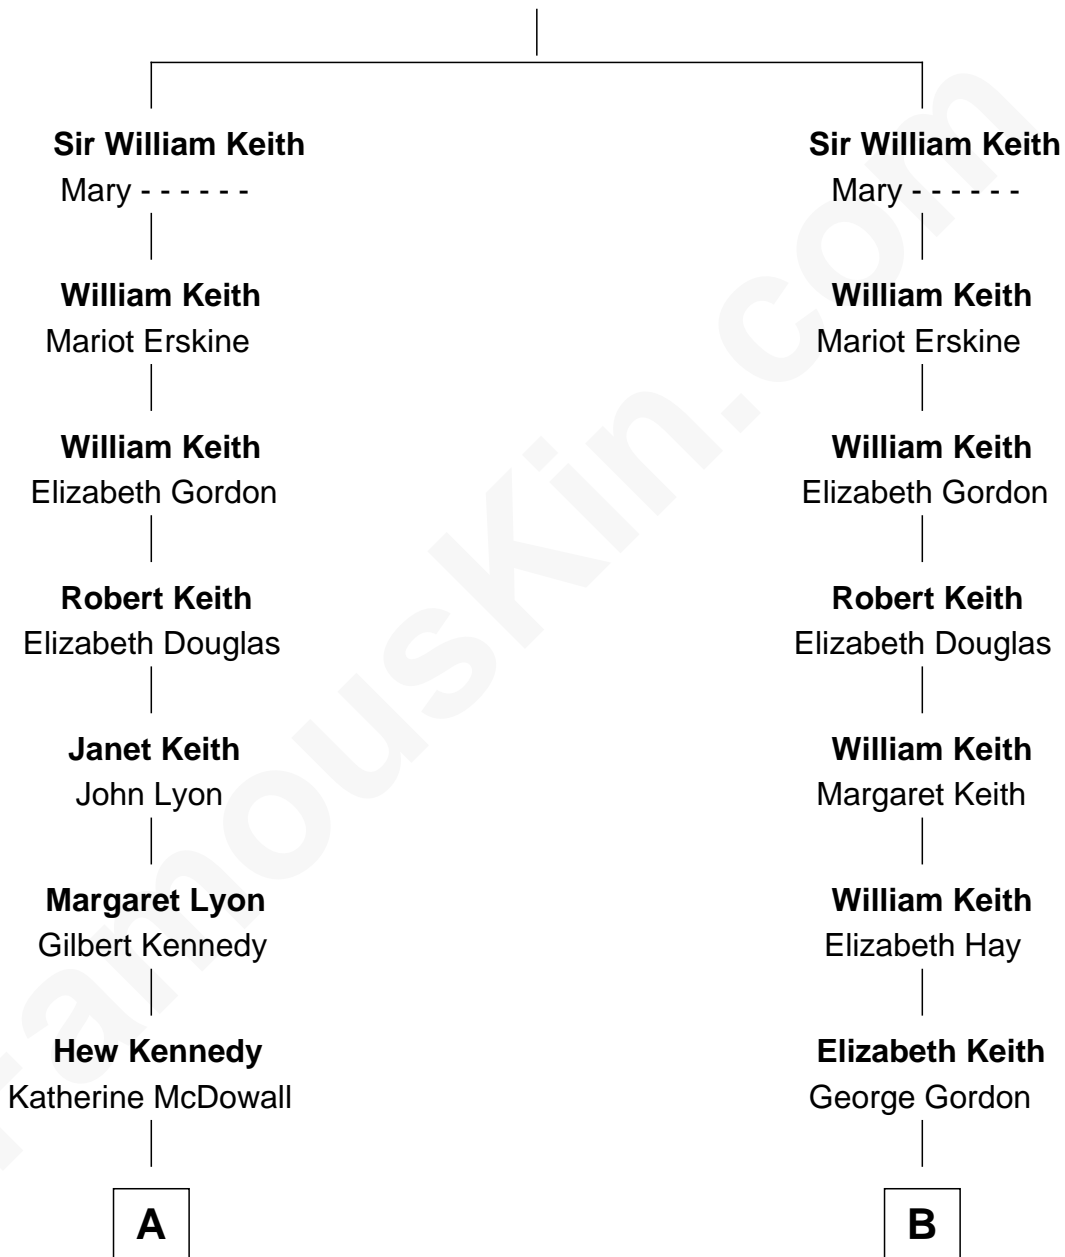 Sir William Keith
Mary - - - - - -
William Keith
Mariot Erskine
William Keith
Elizabeth Gordon
Robert Keith
Elizabeth Douglas
Janet Keith
John Lyon
Margaret Lyon
Gilbert Kennedy
Hew Kennedy
Katherine McDowall
A
Sir William Keith
Mary - - - - - -
William Keith
Mariot Erskine
William Keith
Elizabeth Gordon
Robert Keith
Elizabeth Douglas
William Keith
Margaret Keith
William Keith
Elizabeth Hay
Elizabeth Keith
George Gordon
B
FamousKin.com